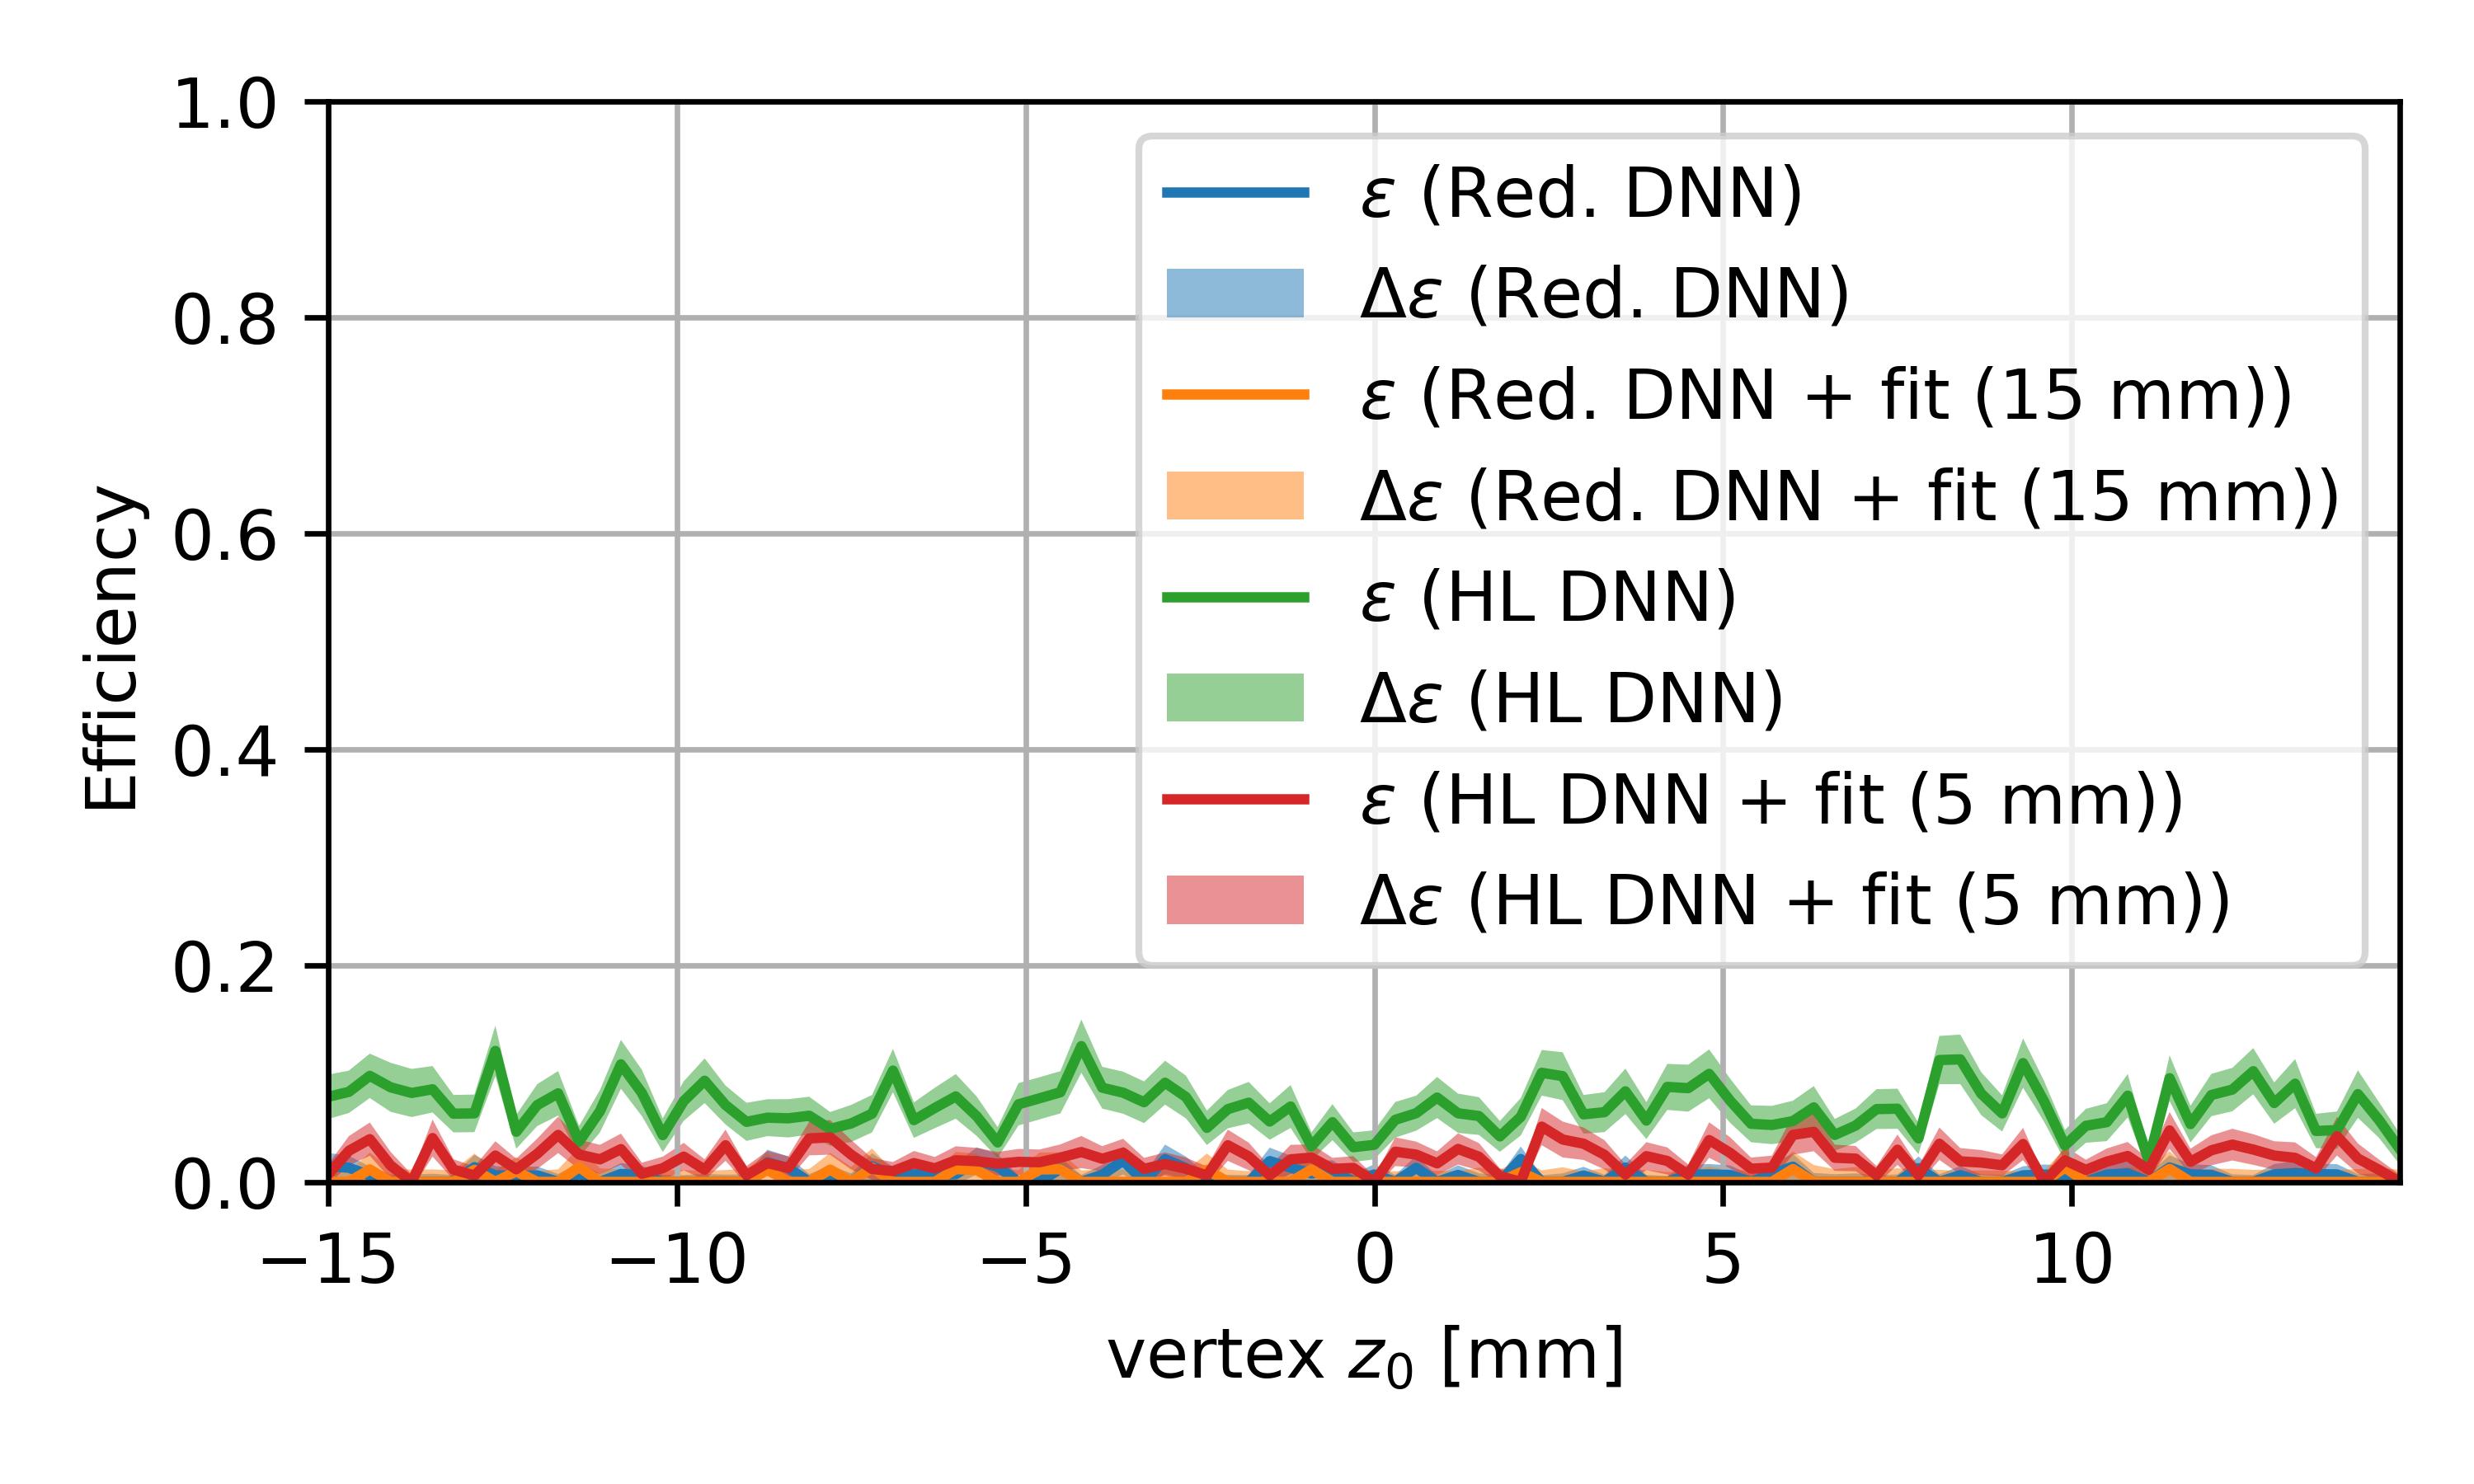 1.0
0.8
0.6
0.4
0.2
0.0
Efficiency
ε (Red. DNN)
Δε (Red. DNN)
ε (Red. DNN + fit (15 mm))
Δε (Red. DNN + fit (15 mm))
ε (HL DNN)
Δε (HL DNN)
ε (HL DNN + fit (5 mm))
Δε (HL DNN + fit (5 mm))
−15 −10 −5 0 5 10
vertex z₀ [mm]